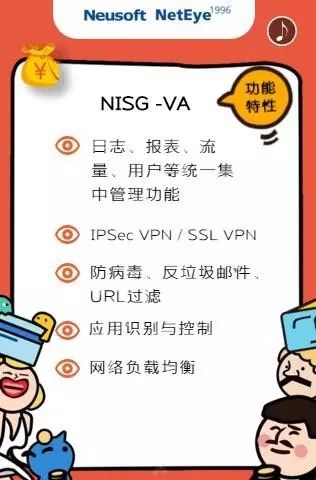 Neusoft NetEye 1996
功能
特性
NISG -VA
日志、报表、流
量、用户等统一集
中管理功能
IPSec VPN / SSL VPN
防病毒、反垃圾邮件、
URL过滤
应用识别与控制
网络负载均衡